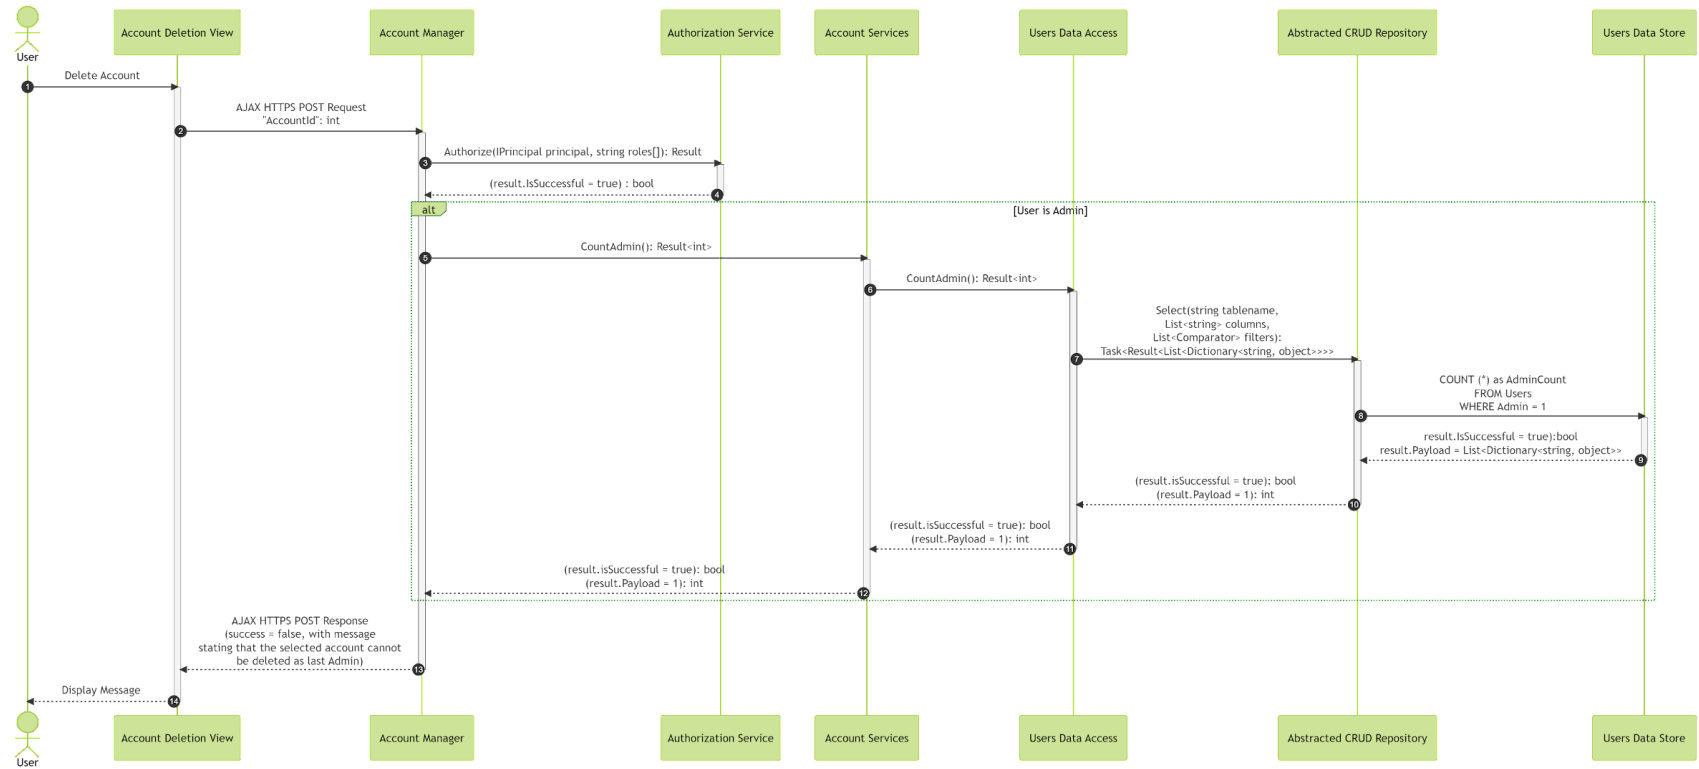 User
Account Deletion View
Account Manager
Authorization Service
Account Services
Users Data Access
Abstracted CRUD Repository
Users Data Store
Delete Account
1
AJAX HTTPS POST Request
"AccountId": int
2
Authorize(IPrincipal principal, string roles[]): Result
3
(result.IsSuccessful = true) : bool
4
alt
[User is Admin]
CountAdmin(): Result<int>
5
CountAdmin(): Result<int>
6
Select(string tablename,
List<string> columns,
List<Comparator> filters):
Task<Result<List<Dictionary<string, object>>>>
7
COUNT (*) as AdminCount
FROM Users
WHERE Admin = 1
8
result.IsSuccessful = true):bool
result.Payload = List<Dictionary<string, object>>
9
(result.isSuccessful = true): bool
(result.Payload = 1): int
10
(result.isSuccessful = true): bool
(result.Payload = 1): int
11
(result.isSuccessful = true): bool
(result.Payload = 1): int
12
AJAX HTTPS POST Response
(success = false, with message
stating that the selected account cannot
be deleted as last Admin)
13
Display Message
14
User
Account Deletion View
Account Manager
Authorization Service
Account Services
Users Data Access
Abstracted CRUD Repository
Users Data Store